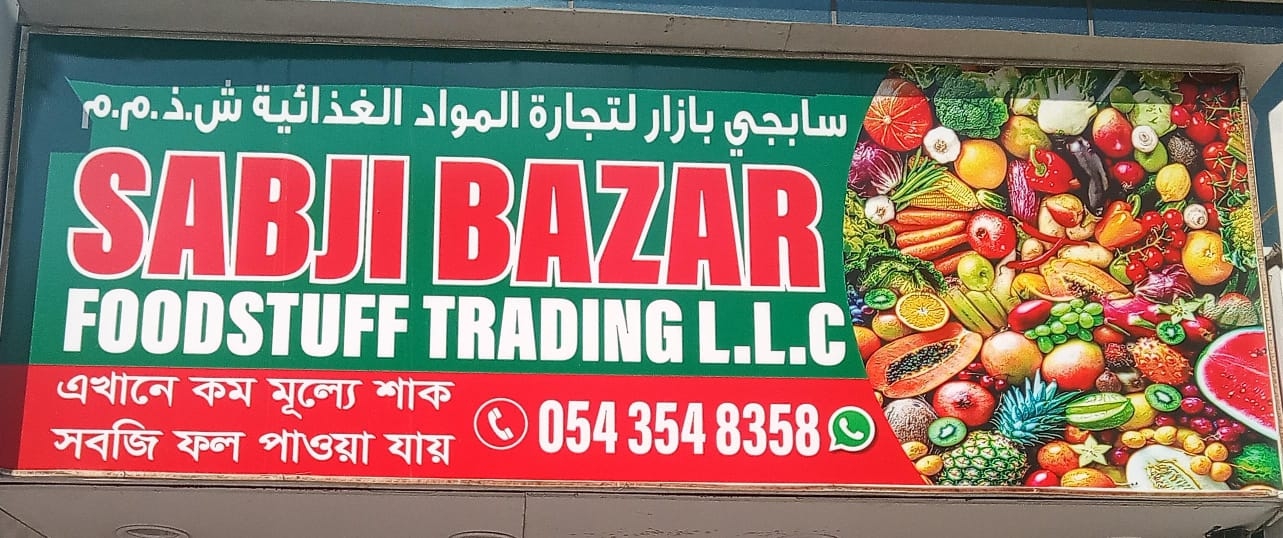 سابجي بازار لتجارة المواد الغذائية ش.ذ.م.م
SABJI BAZAR
FOODSTUFF TRADING L.L.C
এখানে কম মূল্যে শাক
সবজি ফল পাওয়া যায়
054 354 8358